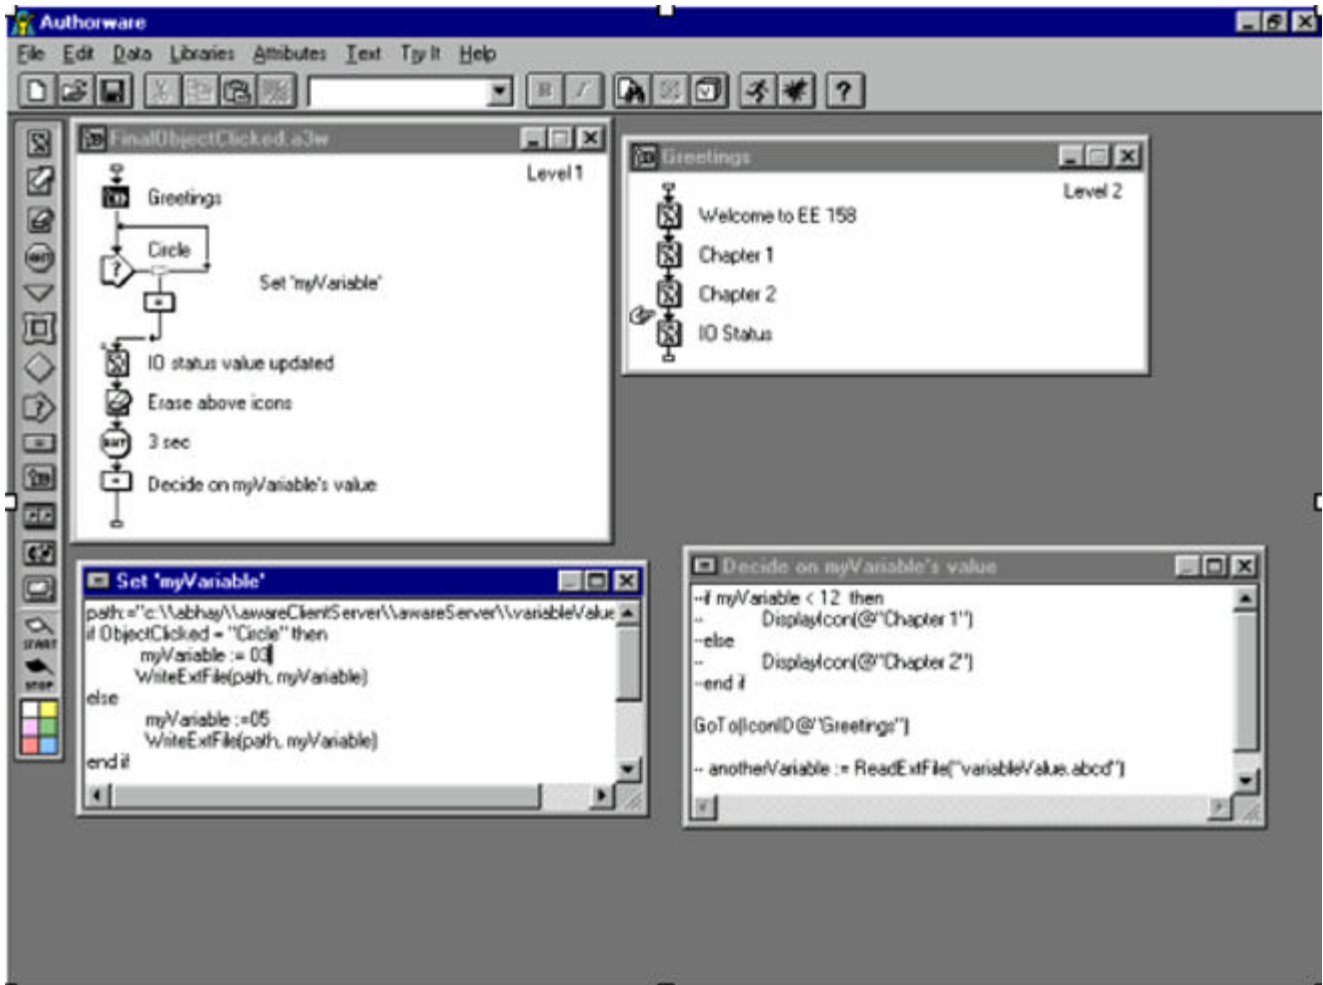 Authorware
File Edit Data Libraries Attributes Text Try It Help
B I
?
FinalObjectClicked.a3w
Level 1
Greetings
Circle
Set 'myVariable'
IO status value updated
Erase above icons
WAIT 3 sec
Decide on myVariable's value
Greetings
Level 2
Welcome to EE 158
Chapter 1
Chapter 2
IO Status
WAIT
START
STOP
Set 'myVariable'
path:="c:\\abhay\\awareClientServer\\awareServer\\variableValue
if ObjectClicked = "Circle" then
myVariable := 03
WriteExtFile(path, myVariable)
else
myVariable :=05
WriteExtFile(path, myVariable)
end if
Decide on myVariable's value
--if myVariable < 12 then
-- DisplayIcon(@"Chapter 1")
--else
-- DisplayIcon(@"Chapter 2")
--end if
GoTo(IconID@"Greetings")
-- anotherVariable := ReadExtFile("variableValue.abcd")